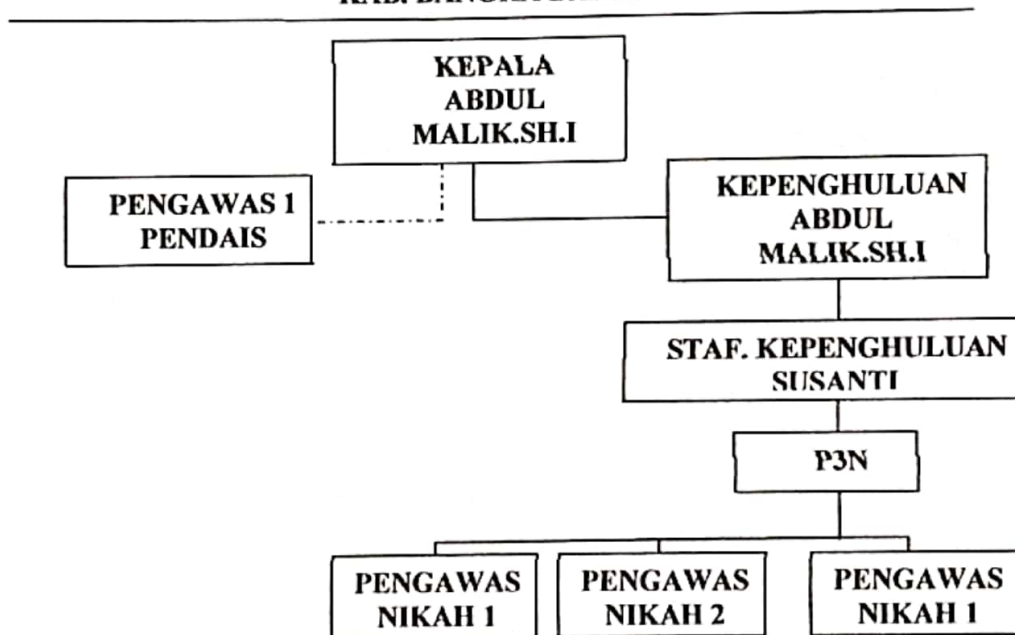 KEPALA
ABDUL
MALIK.SH.I
PENGAWAS 1
PENDAIS
KEPENGHULUAN
ABDUL
MALIK.SH.I
STAF. KEPENGHULUAN
SUSANTI
P3N
PENGAWAS
NIKAH 1
PENGAWAS
NIKAH 2
PENGAWAS
NIKAH 1